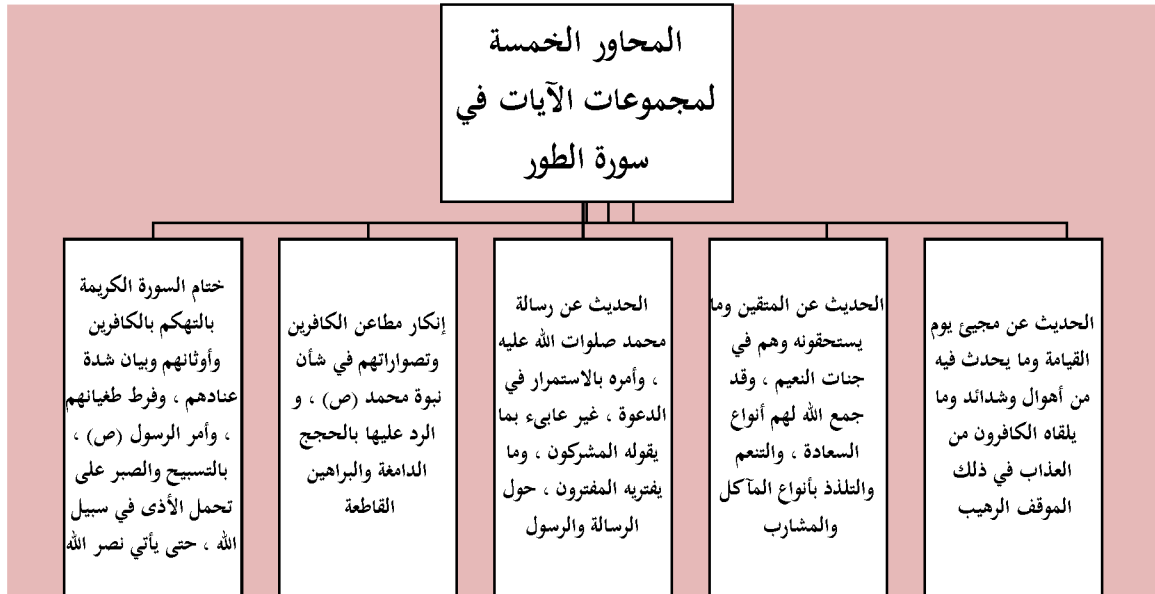 المحاور الخمسة
لمجموعات الآيات في
سورة الطور
الحديث عن مجيئ يوم
القيامة وما يحدث فيه
من أهوال وشدائد وما
يلقاه الكافرون من
العذاب في ذلك
الموقف الرهيب
الحديث عن المتقين وما
يستحقونه وهم في
جنات النعيم ، وقد
جمع الله لهم أنواع
السعادة ، والتنعم
والتلذذ بأنواع المآكل
والمشارب
الحديث عن رسالة
محمد صلوات الله عليه
، وأمره بالاستمرار في
الدعوة ، غير عابىء بما
يقوله المشركون ، وما
يفتريه المفترون ، حول
الرسالة والرسول
إنكار مطاعن الكافرين
وتصواراتهم في شأن
نبوة محمد (ص) ، و
الرد عليها بالحجج
الدامغة والبراهين
القاطعة
ختام السورة الكريمة
بالتهكم بالكافرين
وأوثانهم وبيان شدة
عنادهم ، وفرط طغيانهم
، وأمر الرسول (ص) ،
بالتسبيح والصبر على
تحمل الأذى في سبيل
الله ، حتى يأتي نصر الله